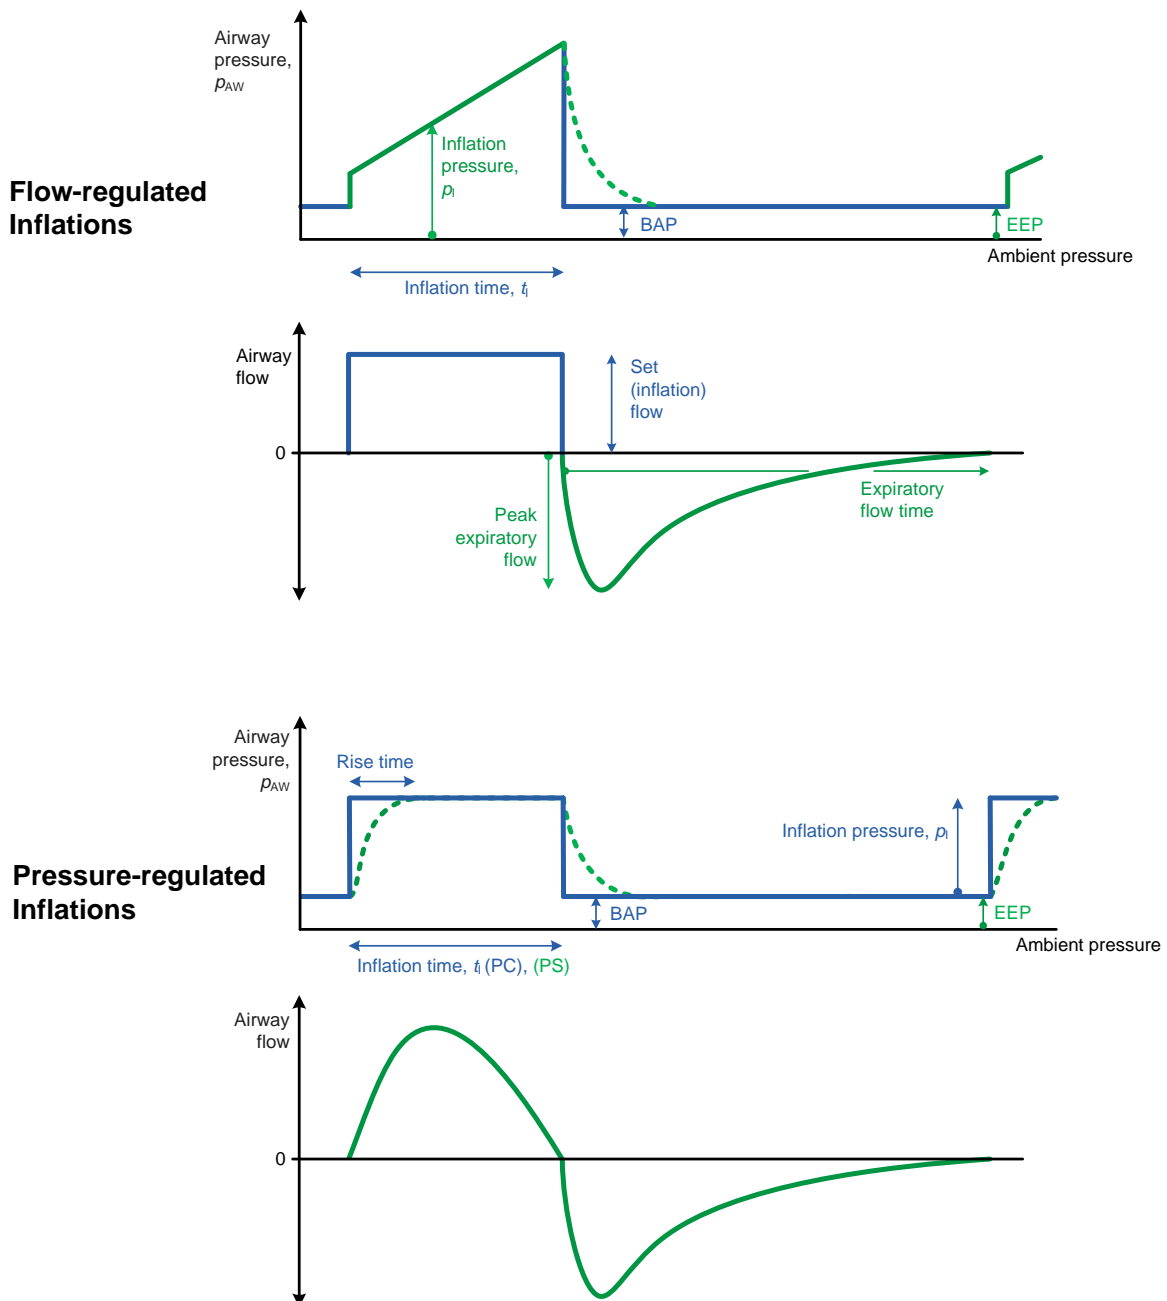 Airway
pressure,
pAW
Inflation
pressure,
pI
Flow-regulated
Inflations
BAP
EEP
Ambient pressure
Inflation time, tI
Airway
flow
Set
(inflation)
flow
0
Peak
expiratory
flow
Expiratory
flow time
Airway
pressure,
pAW
Rise time
Inflation pressure, pI
Pressure-regulated
Inflations
BAP
EEP
Ambient pressure
Inflation time, tI (PC), (PS)
Airway
flow
0